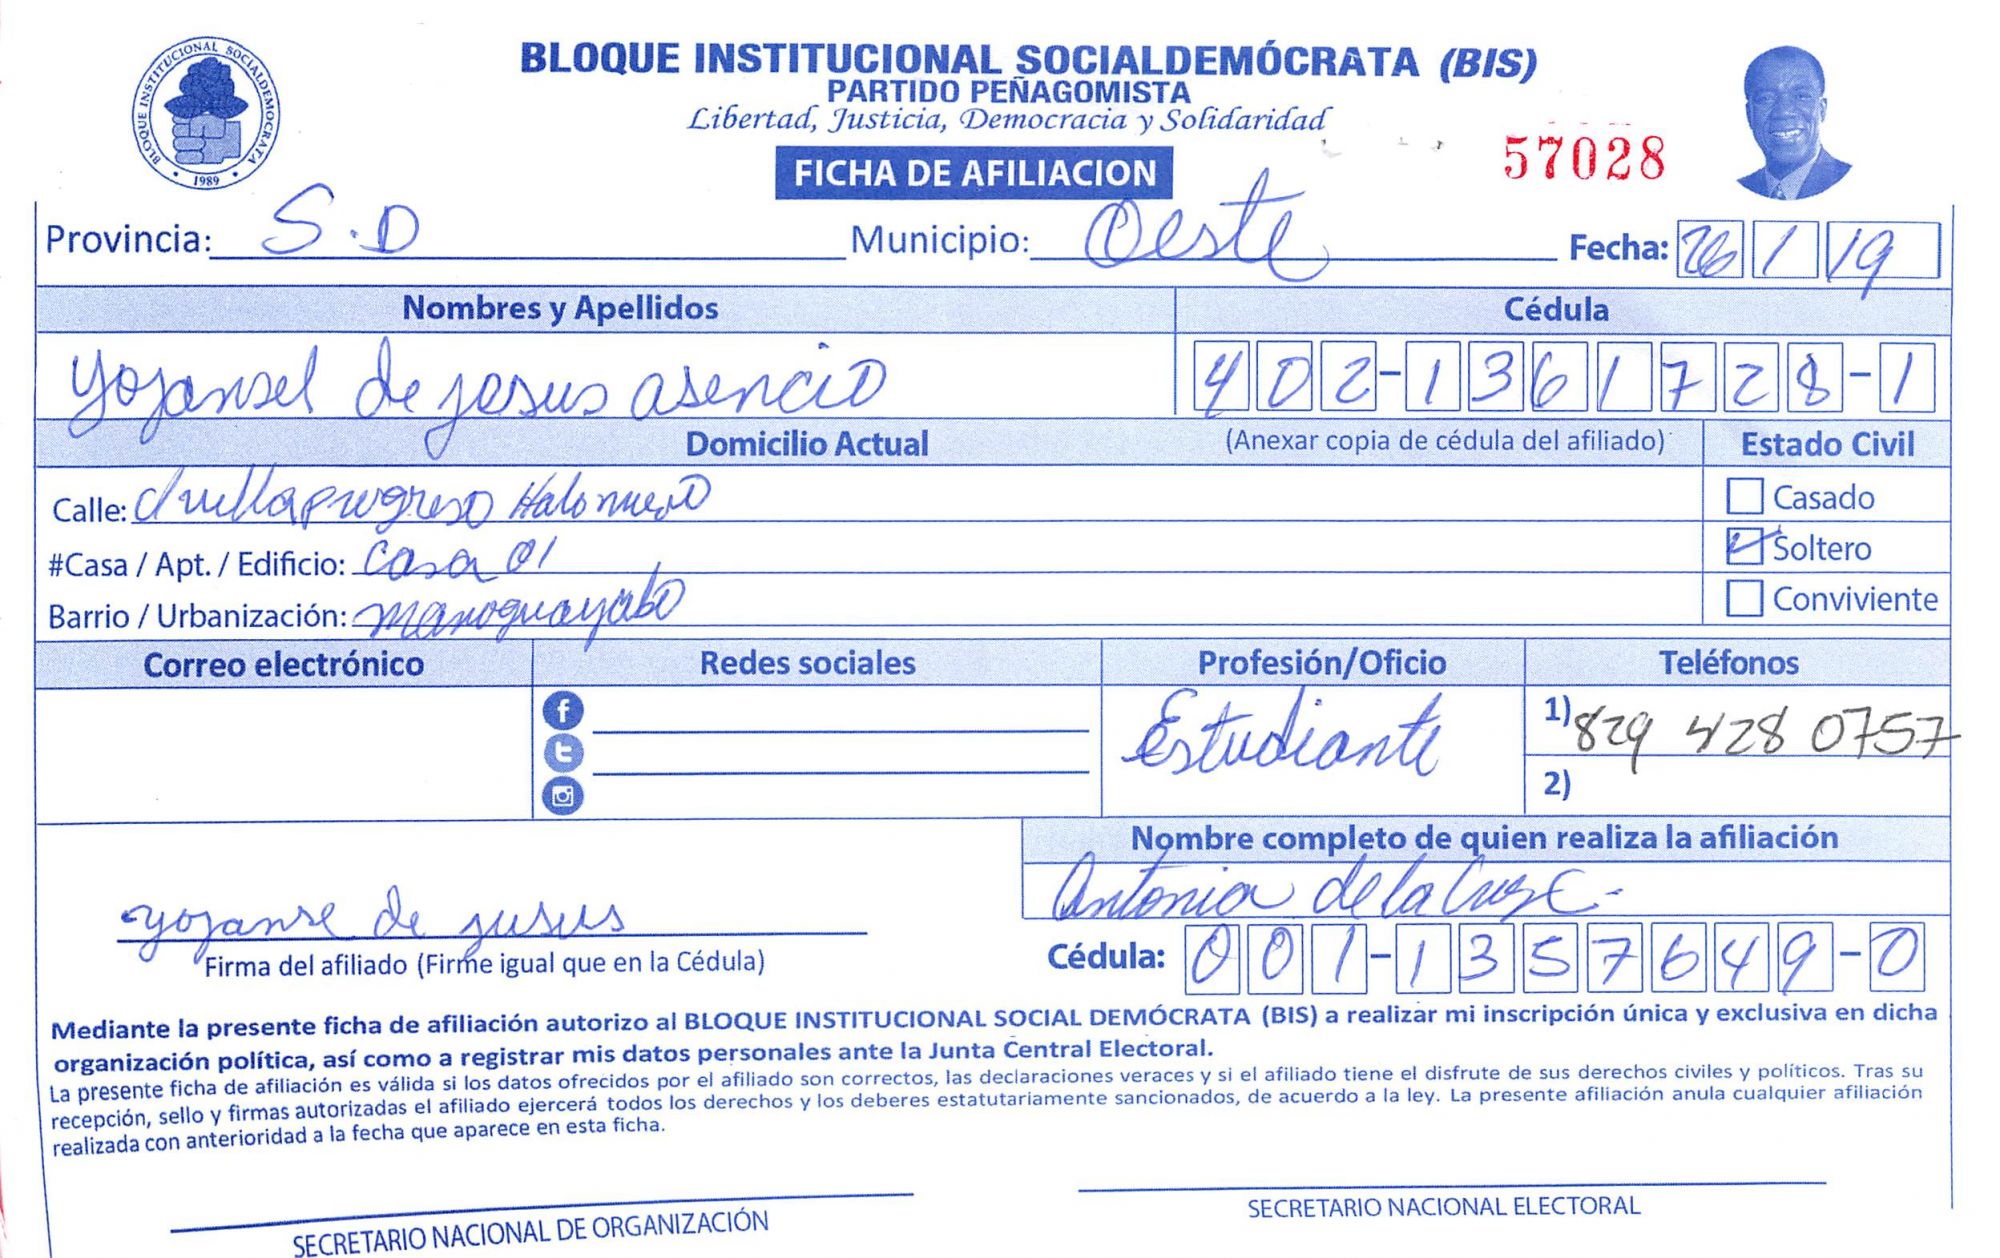 BLOQUE INSTITUCIONAL SOCIALDEMOCRATA
1989
BLOQUE INSTITUCIONAL SOCIALDEMÓCRATA (BIS)
PARTIDO PEÑAGOMISTA
Libertad, Justicia, Democracia y Solidaridad
FICHA DE AFILIACION
57028
Provincia: S.D Municipio: Oeste Fecha: 26 1 19
Nombres y Apellidos Cédula
Yojansel de jesus asencio 402-1361728-1
Domicilio Actual (Anexar copia de cédula del afiliado) Estado Civil
Calle: progreso Casado
#Casa / Apt. / Edificio: Casa 01 Soltero
Barrio / Urbanización: manoguayabo Conviviente
Correo electrónico Redes sociales Profesión/Oficio Teléfonos
Estudiante 1) 829 428 0757
2)
Nombre completo de quien realiza la afiliación
Antonia de la Cruz
yojanse de jusus Cédula: 001-1357649-0
Firma del afiliado (Firme igual que en la Cédula)
Mediante la presente ficha de afiliación autorizo al BLOQUE INSTITUCIONAL SOCIAL DEMÓCRATA (BIS) a realizar mi inscripción única y exclusiva en dicha
organización política, así como a registrar mis datos personales ante la Junta Central Electoral.
La presente ficha de afiliación es válida si los datos ofrecidos por el afiliado son correctos, las declaraciones veraces y si el afiliado tiene el disfrute de sus derechos civiles y políticos. Tras su
recepción, sello y firmas autorizadas el afiliado ejercerá todos los derechos y los deberes estatutariamente sancionados, de acuerdo a la ley. La presente afiliación anula cualquier afiliación
realizada con anterioridad a la fecha que aparece en esta ficha.
SECRETARIO NACIONAL DE ORGANIZACIÓN SECRETARIO NACIONAL ELECTORAL